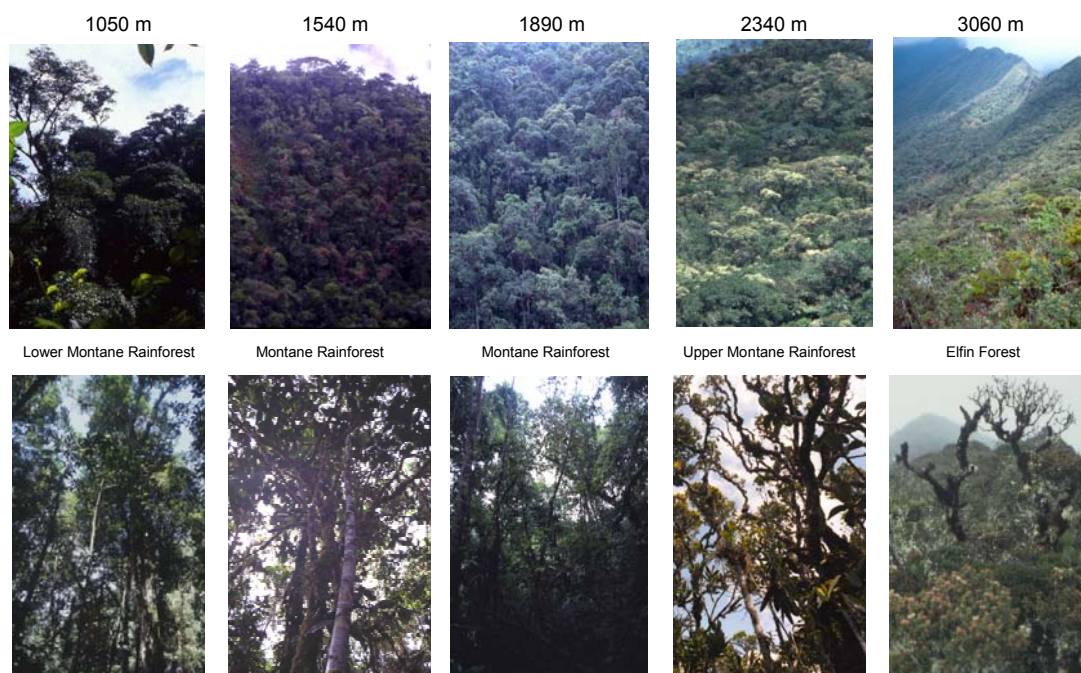 1050 m 1540 m 1890 m 2340 m 3060 m
Lower Montane Rainforest Montane Rainforest Montane Rainforest Upper Montane Rainforest Elfin Forest